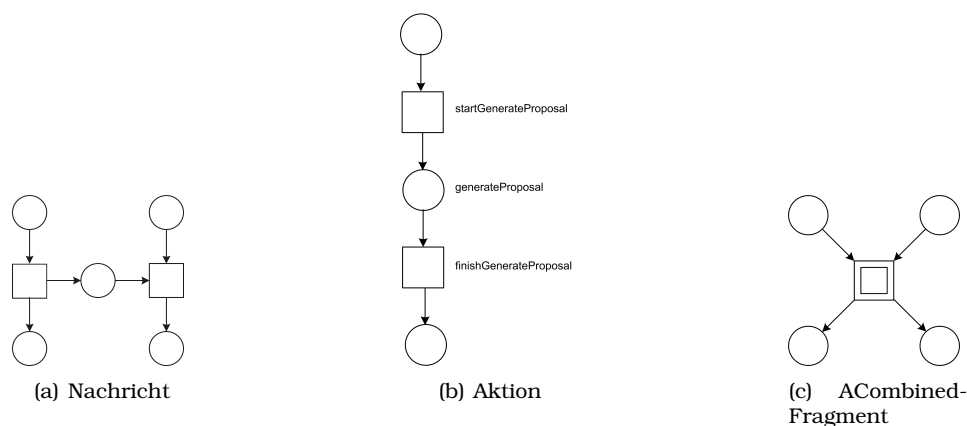 startGenerateProposal
generateProposal
finishGenerateProposal
(a) Nachricht
(b) Aktion
(c) ACombined-
Fragment